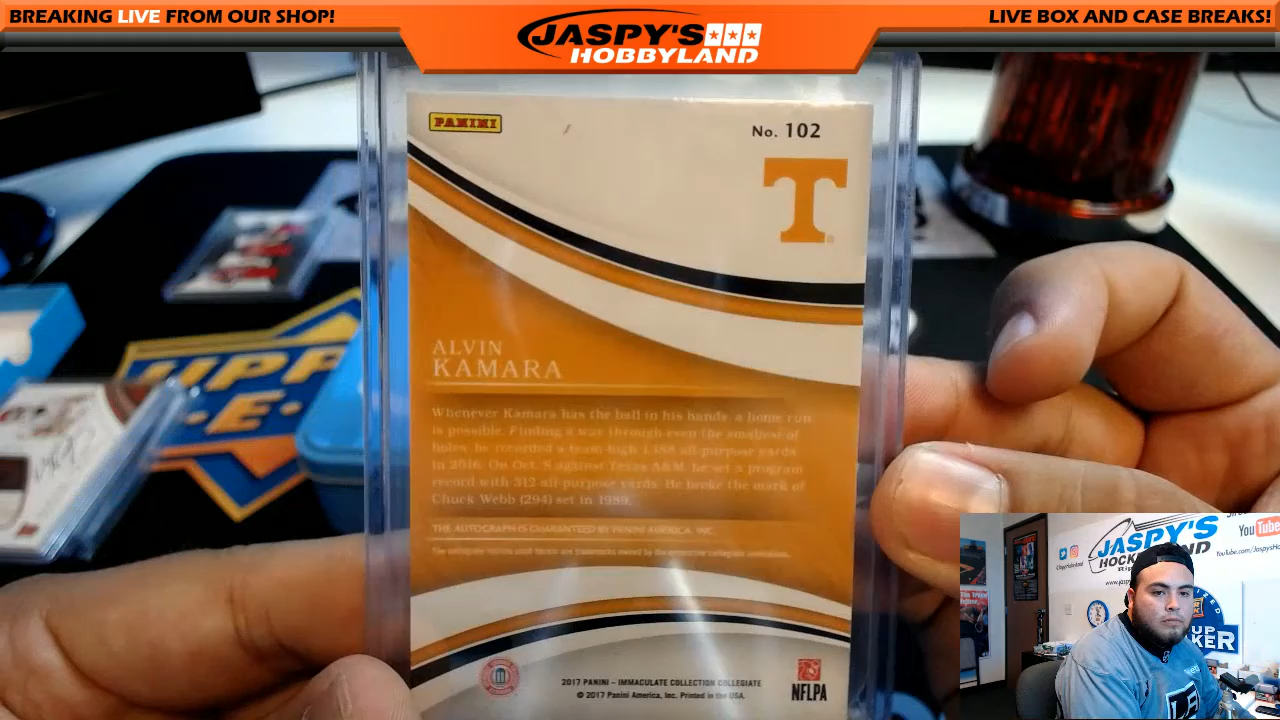 BREAKING LIVE FROM OUR SHOP!
JASPY'S
HOBBYLAND
LIVE BOX AND CASE BREAKS!
PANINI
No. 102
T
ALVIN
KAMARA
Whenever Kamara has the ball in his hands, a home run
is possible. Finding a way through even the smallest of
holes, he recorded a team-high 1,188 all-purpose yards
in 2016. On Oct. 8 against Texas A&M, he set a program
record with 312 all-purpose yards. He broke the mark of
Chuck Webb (294) set in 1989.
THE AUTOGRAPH IS GUARANTEED BY PANINI AMERICA, INC.
2017 PANINI – IMMACULATE COLLECTION COLLEGIATE
© 2017 Panini America, Inc. Printed in the USA.
NFLPA
UPP
E
JASPY'S
YouTube
LA